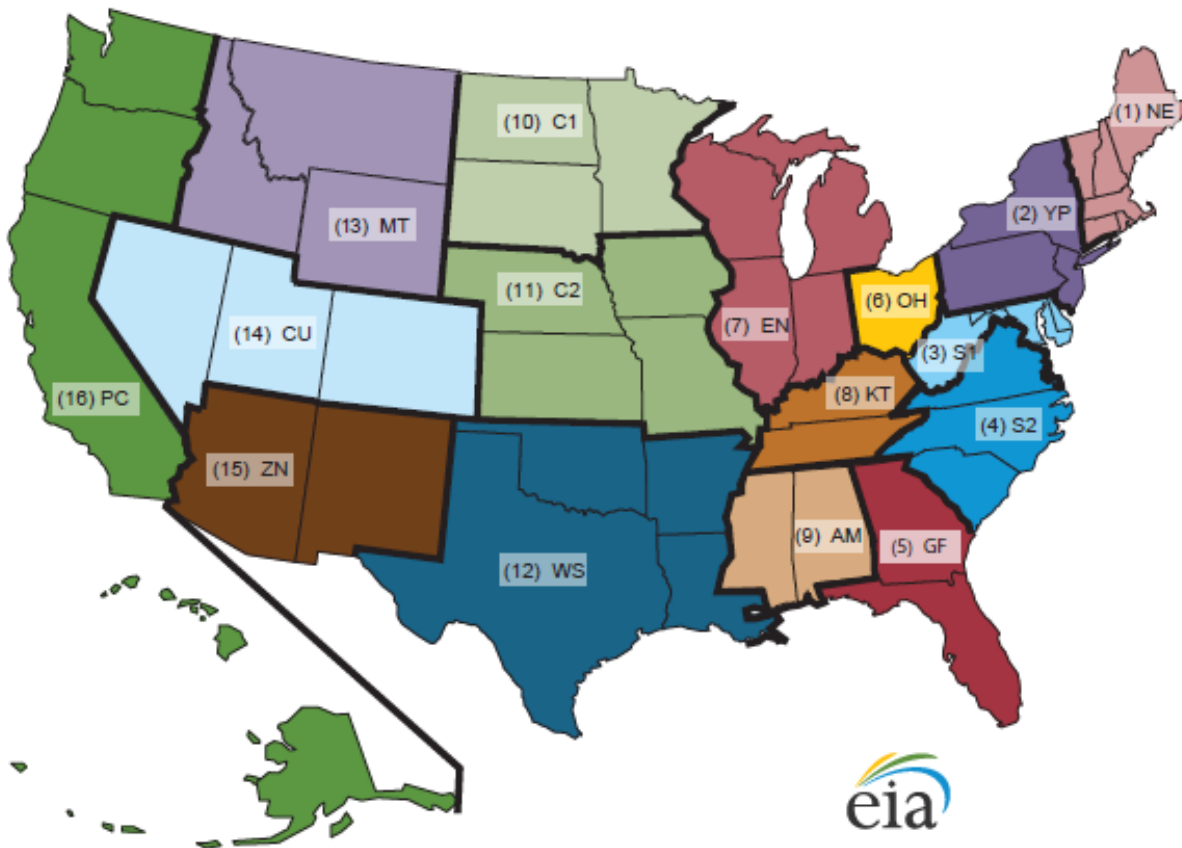 (1) NE
(10) C1
(2) YP
(13) MT
(11) C2
(6) OH
(7) EN
(14) CU
(3) S1
(16) PC
(8) KT
(4) S2
(15) ZN
(9) AM
(5) GF
(12) WS
eia